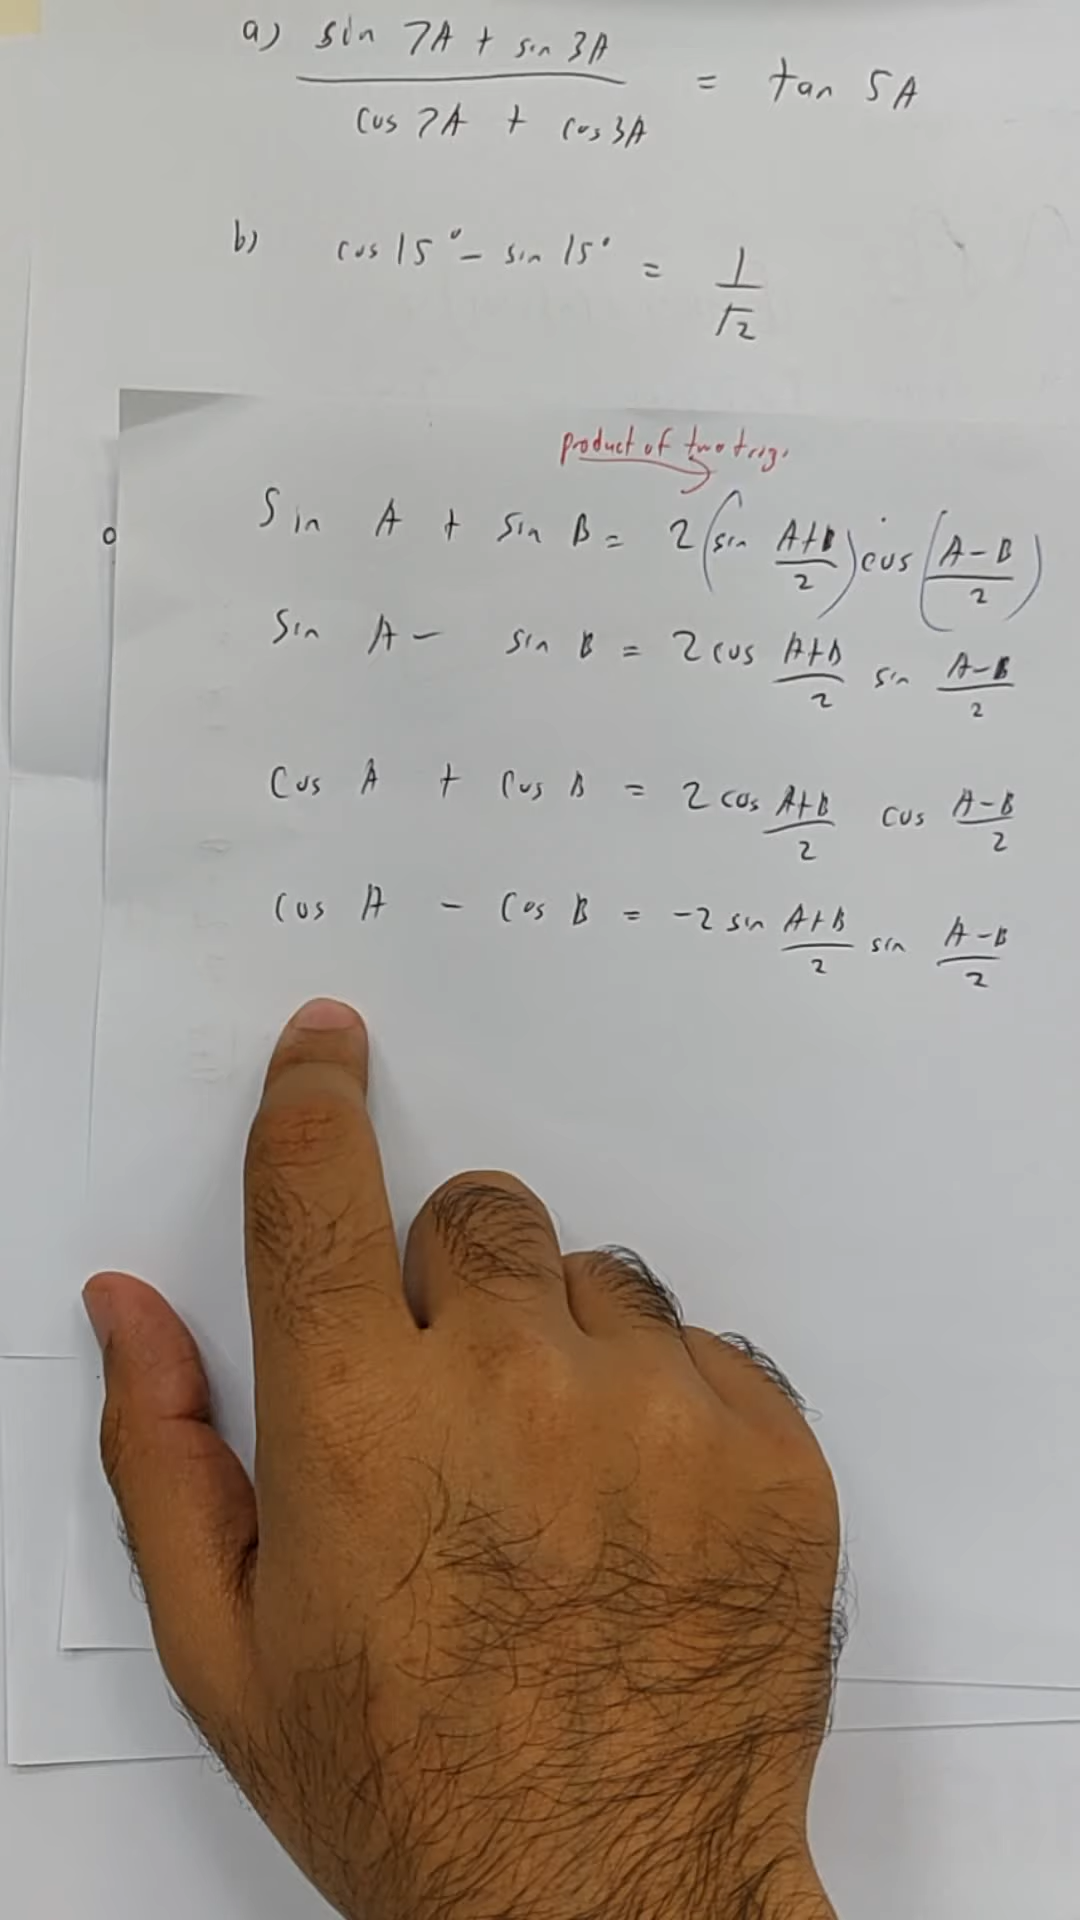 a) sin 7A + sin 3A / cos 7A + cos 3A = tan 5A
b) cos 15° - sin 15° = 1/√2
product of two trig.
Sin A + sin B = 2 (sin A+B/2) cos (A-B/2)
Sin A - sin B = 2 cos A+B/2 sin A-B/2
Cos A + Cos B = 2 cos A+B/2 cos A-B/2
Cos A - Cos B = -2 sin A+B/2 sin A-B/2